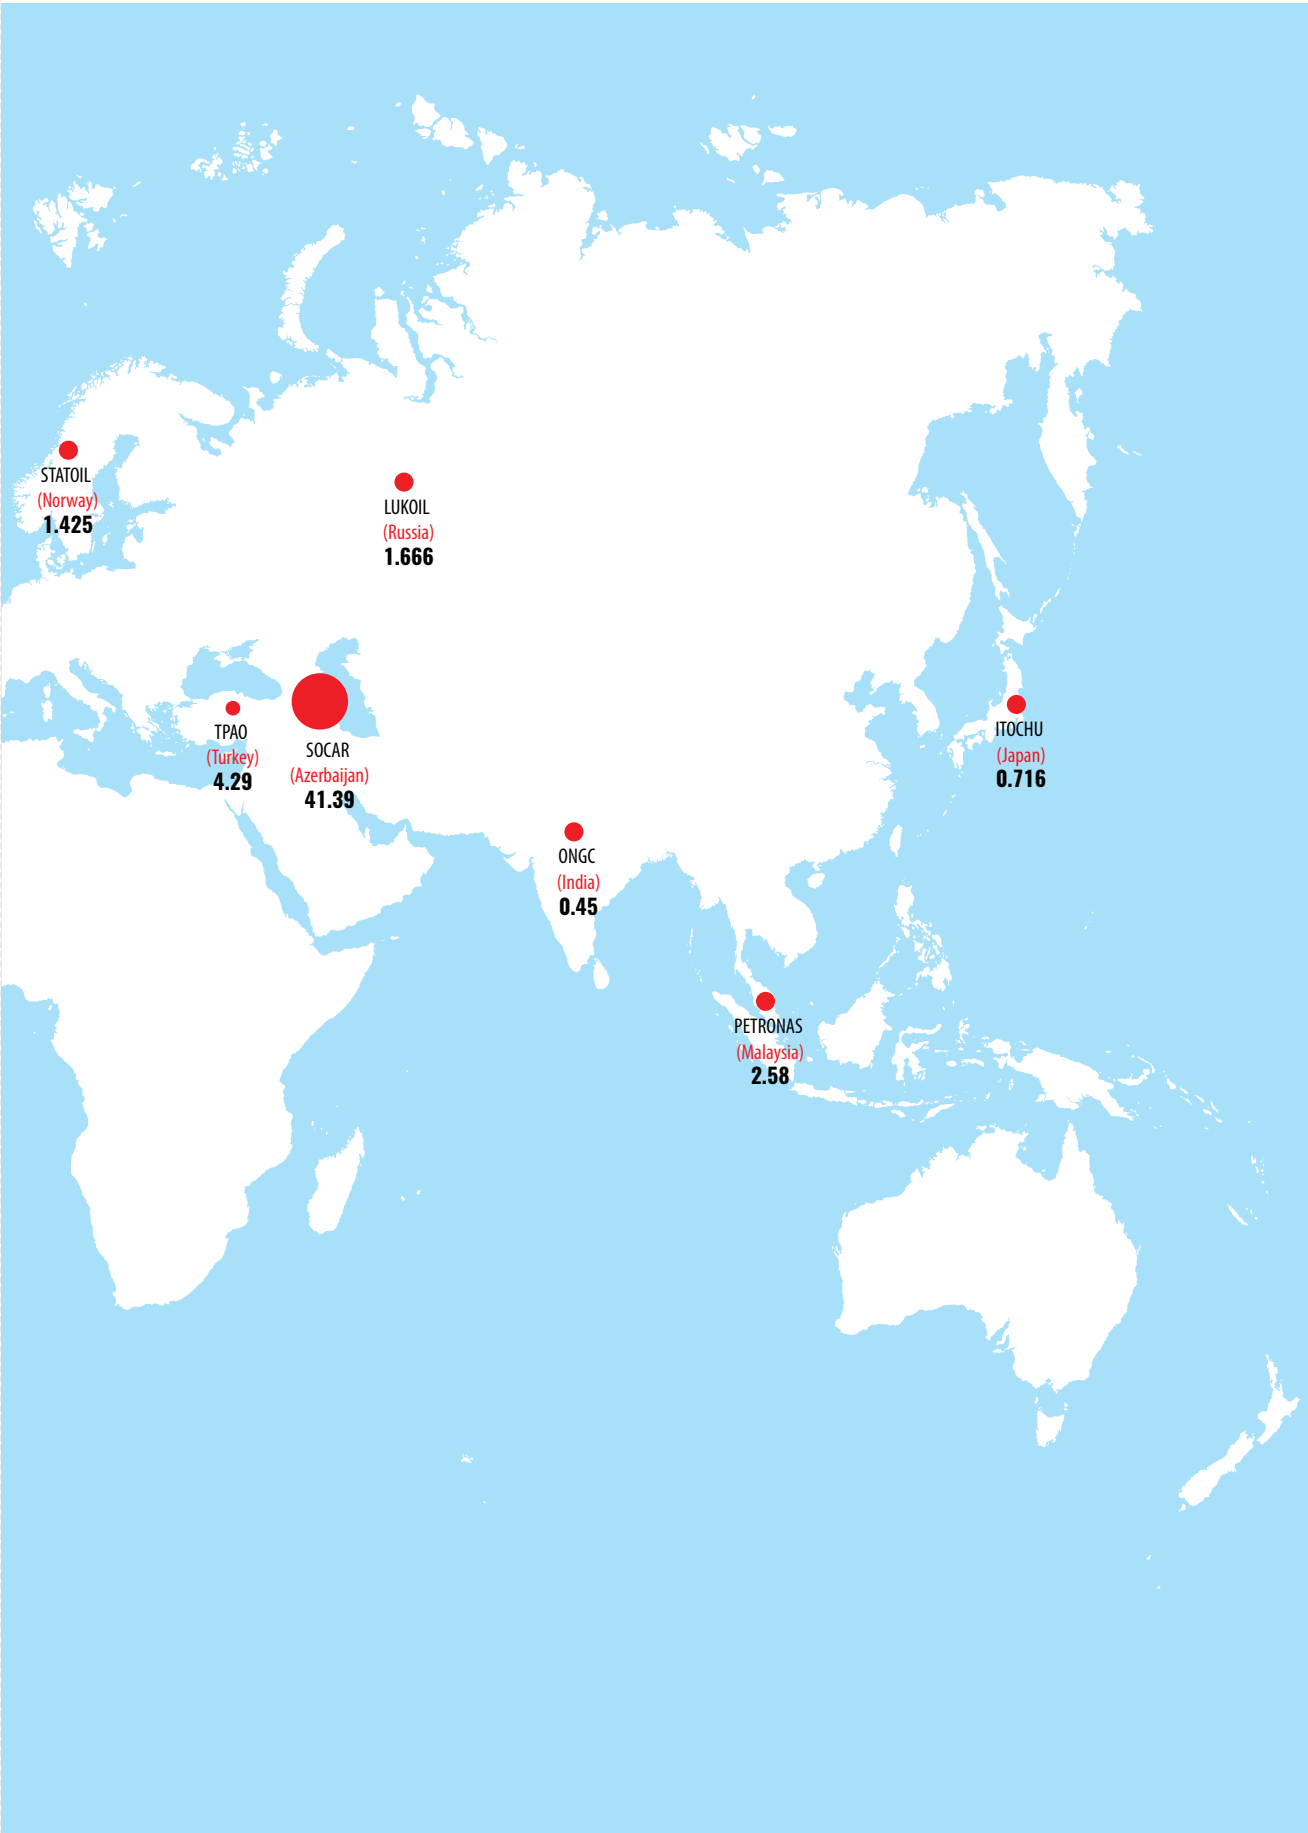 STATOIL
(Norway)
1.425
LUKOIL
(Russia)
1.666
TPAO
(Turkey)
4.29
SOCAR
(Azerbaijan)
41.39
ITOCHU
(Japan)
0.716
ONGC
(India)
0.45
PETRONAS
(Malaysia)
2.58